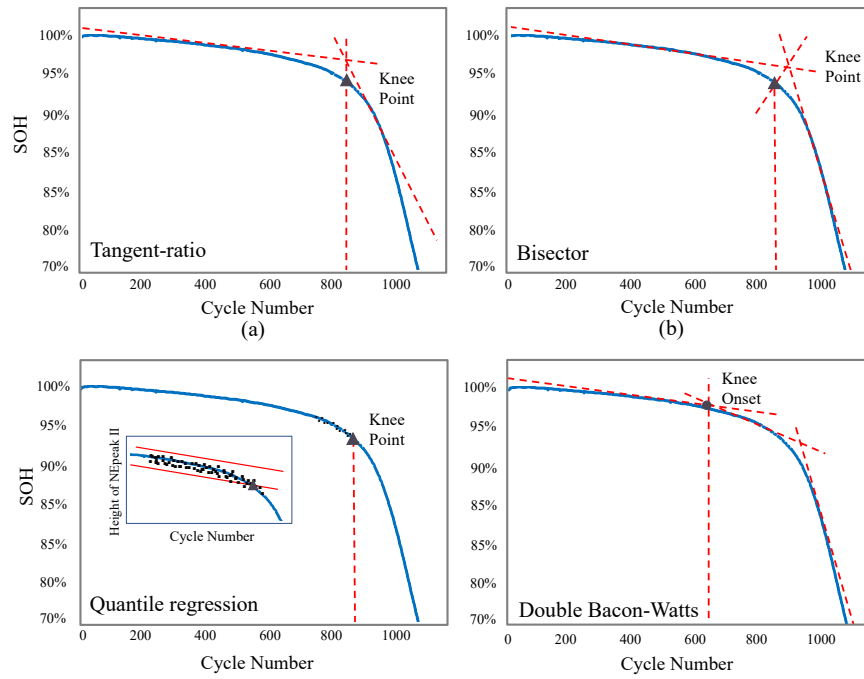 100%
95%
90%
85%
85%
80%
70%
SOH
Knee
Point
Tangent-ratio
0 200 400 600 800 1000
Cycle Number
(a)
100%
95%
90%
85%
85%
80%
70%
Knee
Point
Bisector
0 200 400 600 800 1000
Cycle Number
(b)
100%
95%
90%
85%
80%
70%
SOH
Knee
Point
Height of NEpeak II
Cycle Number
Quantile regression
0 200 400 600 800 1000
Cycle Number
100%
95%
90%
85%
80%
70%
Knee
Onset
Double Bacon-Watts
0 200 400 600 800 1000
Cycle Number